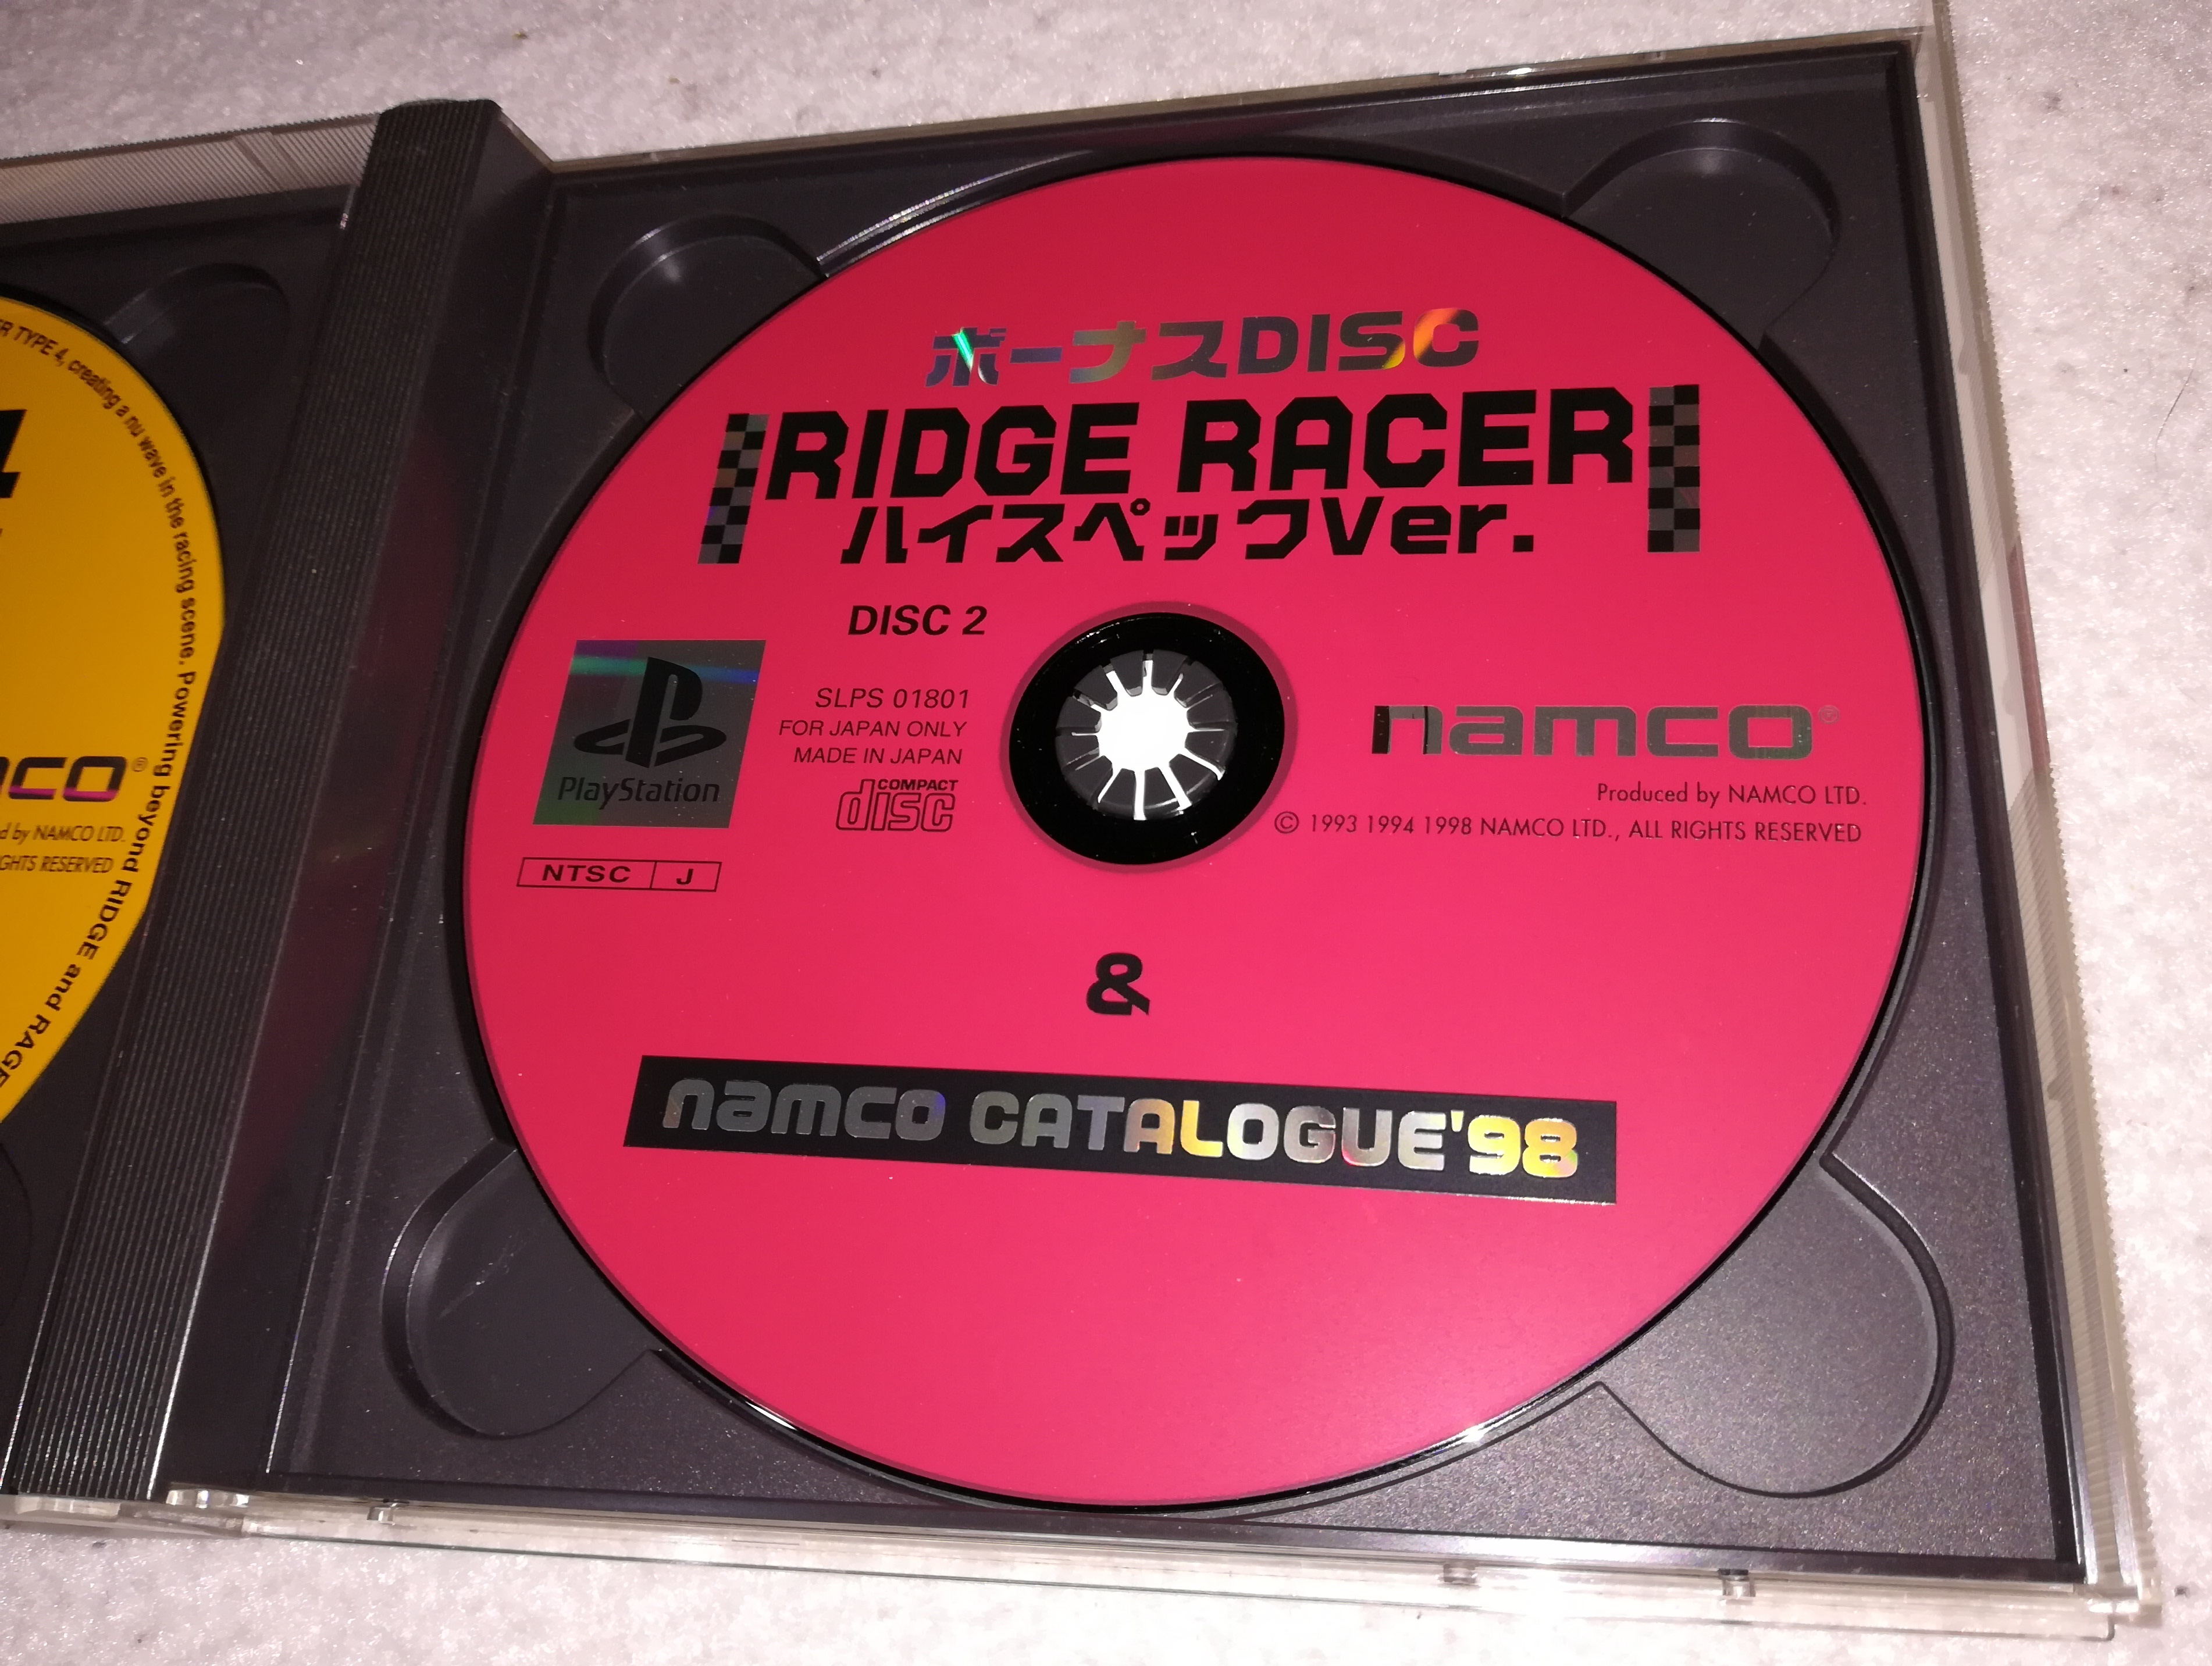 ER TYPE 4, creating a nu wave in the racing scene. Powering beyond RIDGE and RAGE
4
nco®
d by NAMCO LTD.
GHTS RESERVED
ボーナスDISC
RIDGE RACER
ハイスペックVer.
DISC 2
SLPS 01801
FOR JAPAN ONLY
MADE IN JAPAN
COMPACT
disc
PlayStation
NTSC J
namco®
Produced by NAMCO LTD.
© 1993 1994 1998 NAMCO LTD., ALL RIGHTS RESERVED
&
namco CATALOGUE'98